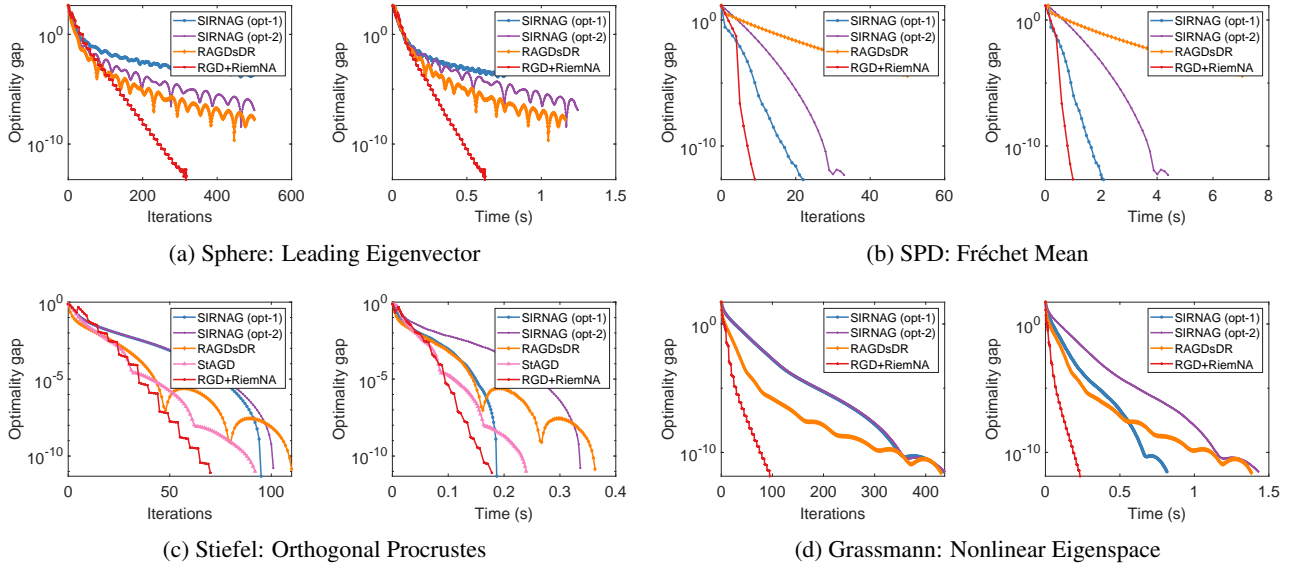 Optimality gap
10^0
10^-10
0 200 400 600
Iterations
SIRNAG (opt-1)
SIRNAG (opt-2)
RAGDsDR
RGD+RiemNA
Optimality gap
10^0
10^-10
0 0.5 1 1.5
Time (s)
SIRNAG (opt-1)
SIRNAG (opt-2)
RAGDsDR
RGD+RiemNA
(a) Sphere: Leading Eigenvector
Optimality gap
10^0
10^-10
0 20 40 60
Iterations
SIRNAG (opt-1)
SIRNAG (opt-2)
RAGDsDR
RGD+RiemNA
Optimality gap
10^0
10^-10
0 2 4 6 8
Time (s)
SIRNAG (opt-1)
SIRNAG (opt-2)
RAGDsDR
RGD+RiemNA
(b) SPD: Fréchet Mean
Optimality gap
10^0
10^-5
10^-10
0 50 100
Iterations
SIRNAG (opt-1)
SIRNAG (opt-2)
RAGDsDR
StAGD
RGD+RiemNA
Optimality gap
10^0
10^-5
10^-10
0 0.1 0.2 0.3 0.4
Time (s)
SIRNAG (opt-1)
SIRNAG (opt-2)
RAGDsDR
StAGD
RGD+RiemNA
(c) Stiefel: Orthogonal Procrustes
Optimality gap
10^0
10^-10
0 100 200 300 400
Iterations
SIRNAG (opt-1)
SIRNAG (opt-2)
RAGDsDR
RGD+RiemNA
Optimality gap
10^0
10^-10
0 0.5 1 1.5
Time (s)
SIRNAG (opt-1)
SIRNAG (opt-2)
RAGDsDR
RGD+RiemNA
(d) Grassmann: Nonlinear Eigenspace